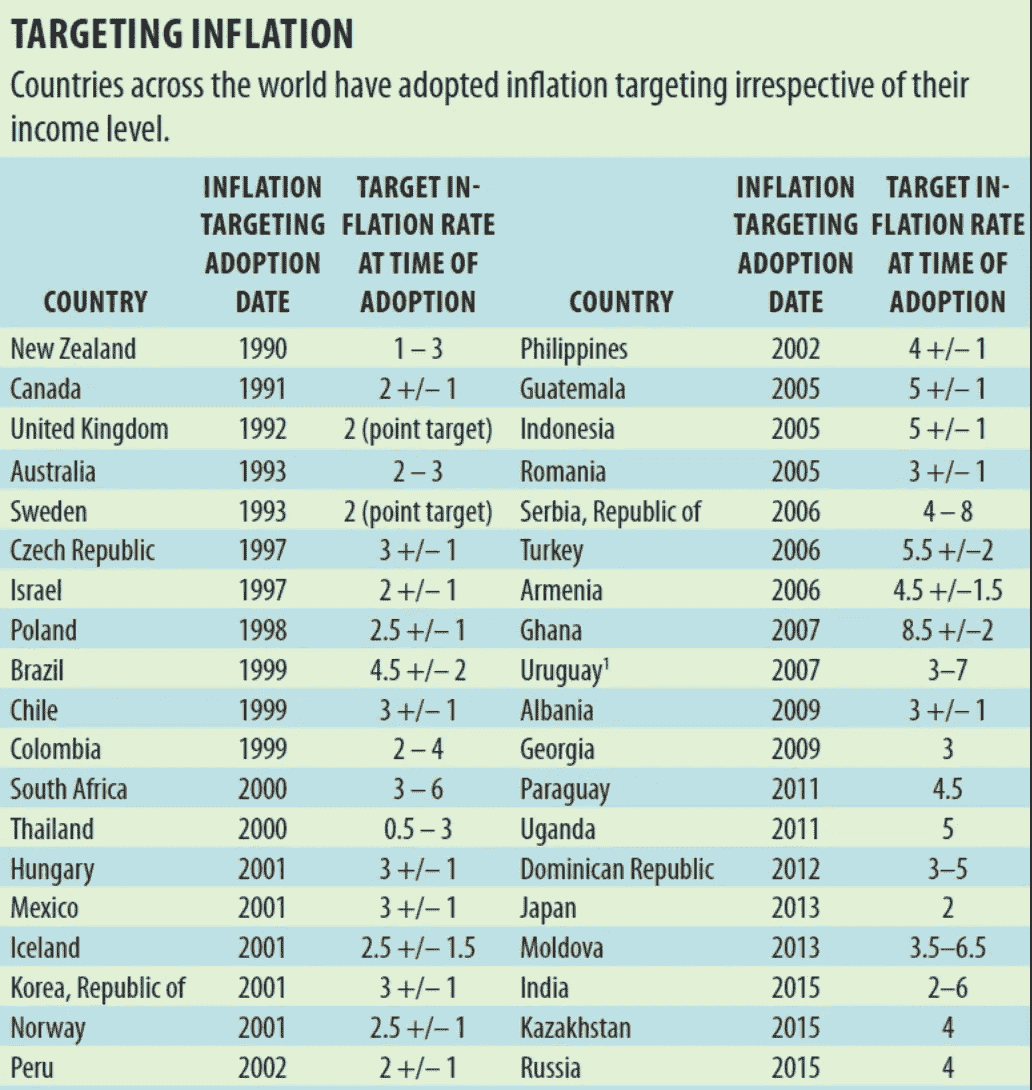 TARGETING INFLATION
Countries across the world have adopted inflation targeting irrespective of their
income level.
INFLATION TARGET IN- INFLATION TARGET IN-
TARGETING FLATION RATE TARGETING FLATION RATE
ADOPTION AT TIME OF ADOPTION AT TIME OF
COUNTRY DATE ADOPTION COUNTRY DATE ADOPTION
New Zealand 1990 1 – 3 Philippines 2002 4 +/– 1
Canada 1991 2 +/– 1 Guatemala 2005 5 +/– 1
United Kingdom 1992 2 (point target) Indonesia 2005 5 +/– 1
Australia 1993 2 – 3 Romania 2005 3 +/– 1
Sweden 1993 2 (point target) Serbia, Republic of 2006 4 – 8
Czech Republic 1997 3 +/– 1 Turkey 2006 5.5 +/–2
Israel 1997 2 +/– 1 Armenia 2006 4.5 +/–1.5
Poland 1998 2.5 +/– 1 Ghana 2007 8.5 +/–2
Brazil 1999 4.5 +/– 2 Uruguay¹ 2007 3–7
Chile 1999 3 +/– 1 Albania 2009 3 +/– 1
Colombia 1999 2 – 4 Georgia 2009 3
South Africa 2000 3 – 6 Paraguay 2011 4.5
Thailand 2000 0.5 – 3 Uganda 2011 5
Hungary 2001 3 +/– 1 Dominican Republic 2012 3–5
Mexico 2001 3 +/– 1 Japan 2013 2
Iceland 2001 2.5 +/– 1.5 Moldova 2013 3.5–6.5
Korea, Republic of 2001 3 +/– 1 India 2015 2–6
Norway 2001 2.5 +/– 1 Kazakhstan 2015 4
Peru 2002 2 +/– 1 Russia 2015 4